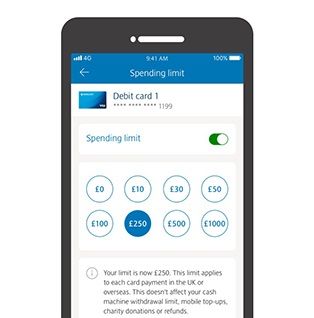 4G 9:41 AM 100%
Spending limit
Debit card 1
**** **** **** 1199
Spending limit
£0 £10 £30 £50
£100 £250 £500 £1000
Your limit is now £250. This limit applies
to each card payment in the UK or
overseas. This doesn't affect your cash
machine withdrawal limit, mobile top-ups,
charity donations or refunds.